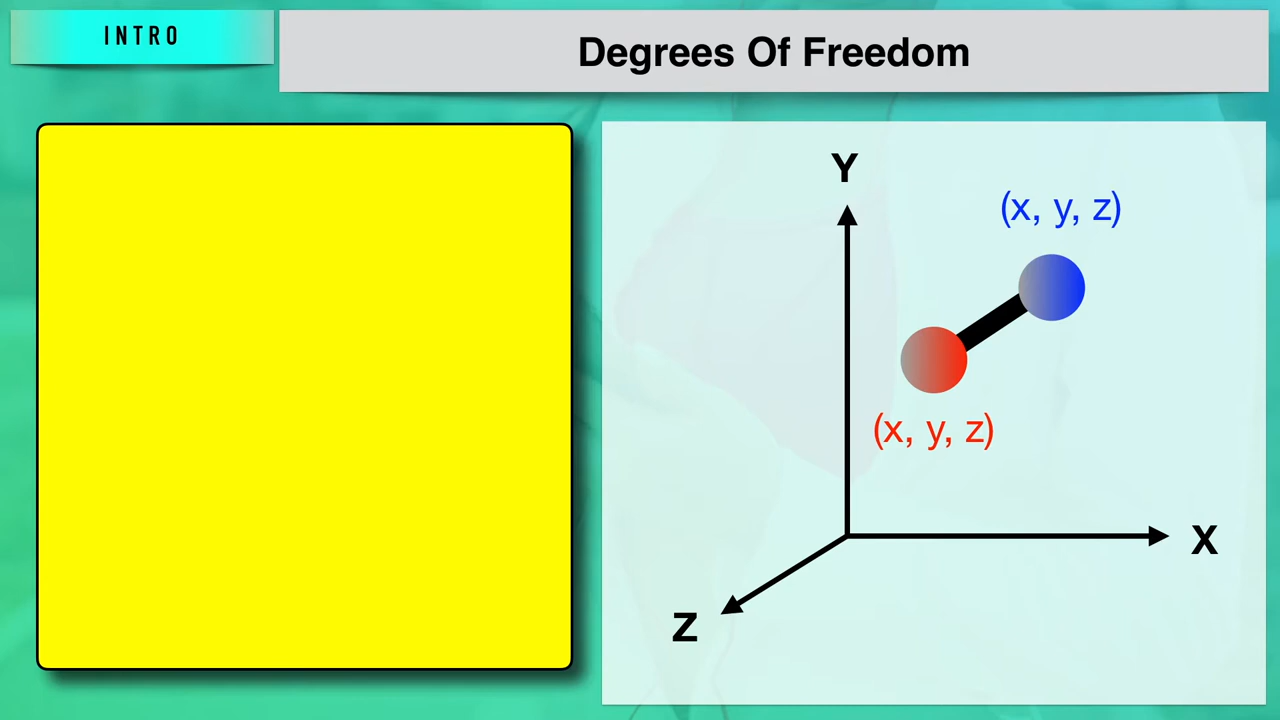 INTRO
Degrees Of Freedom
Y
(x, y, z)
(x, y, z)
X
Z